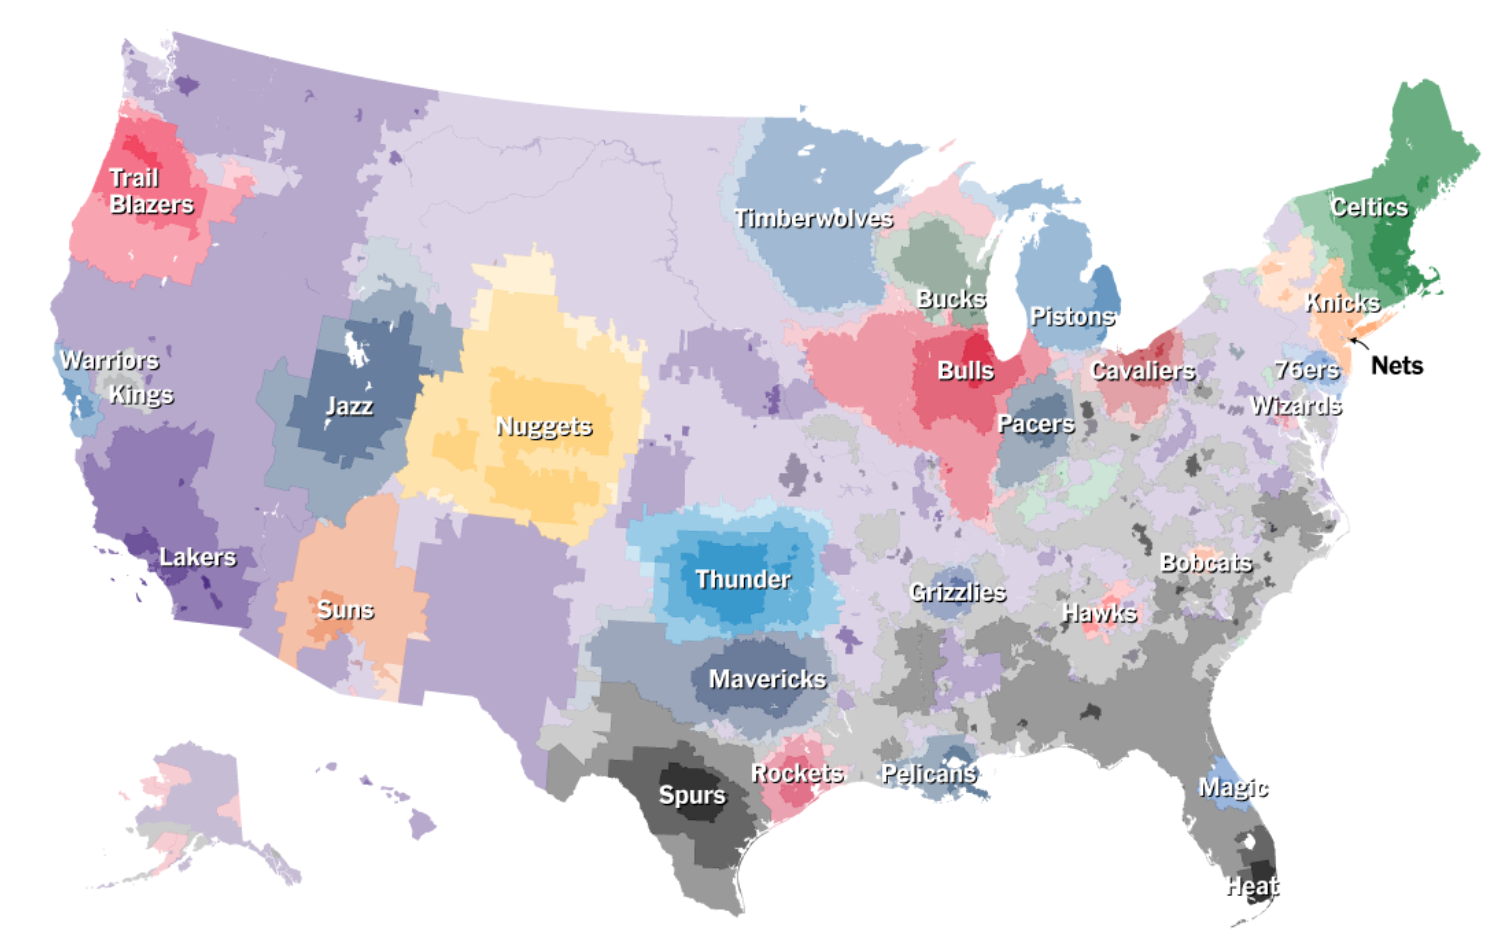 Trail
Blazers
Timberwolves
Celtics
Bucks
Pistons
Knicks
Warriors
Kings
Jazz
Nuggets
Bulls
Cavaliers
76ers
Nets
Wizards
Pacers
Lakers
Suns
Thunder
Grizzlies
Bobcats
Hawks
Mavericks
Spurs
Rockets
Pelicans
Magic
Heat